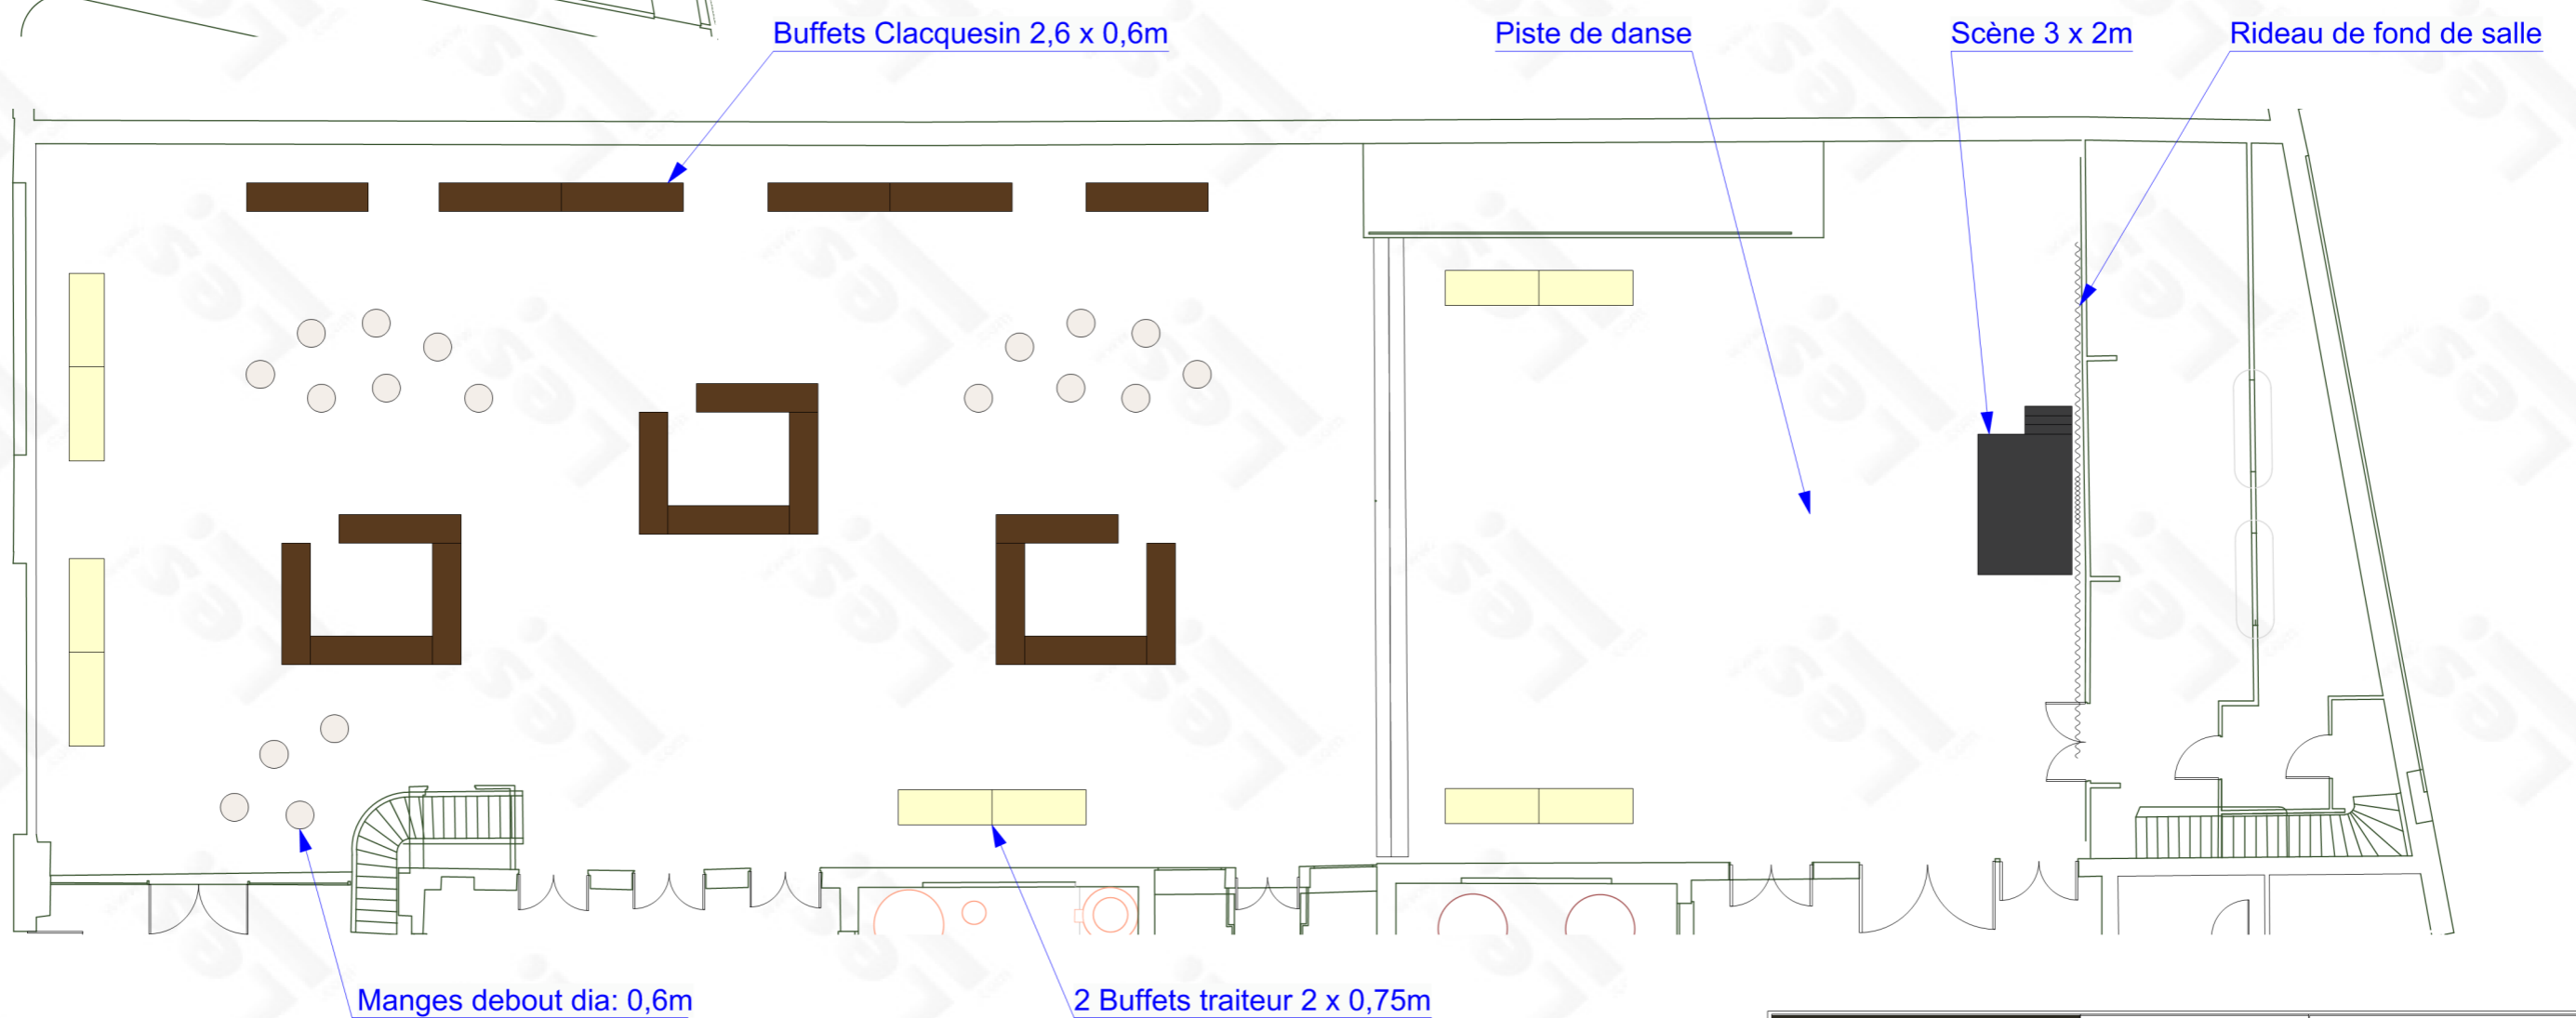 Buffets Clacquesin 2,6 x 0,6m
Piste de danse
Scène 3 x 2m
Rideau de fond de salle
Manges debout dia: 0,6m
2 Buffets traiteur 2 x 0,75m